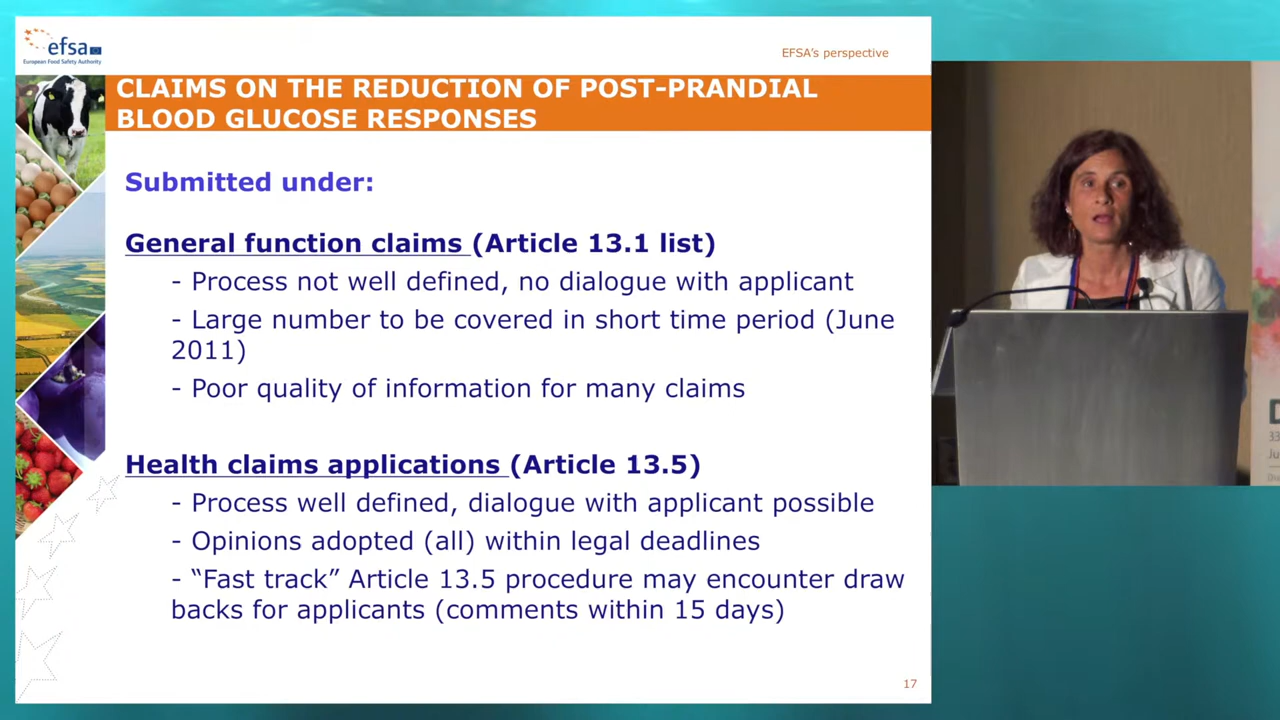 efsa
European Food Safety Authority
EFSA's perspective
CLAIMS ON THE REDUCTION OF POST-PRANDIAL
BLOOD GLUCOSE RESPONSES
Submitted under:
General function claims (Article 13.1 list)
- Process not well defined, no dialogue with applicant
- Large number to be covered in short time period (June
2011)
- Poor quality of information for many claims
Health claims applications (Article 13.5)
- Process well defined, dialogue with applicant possible
- Opinions adopted (all) within legal deadlines
- “Fast track” Article 13.5 procedure may encounter draw
backs for applicants (comments within 15 days)
17
D
33
Ju